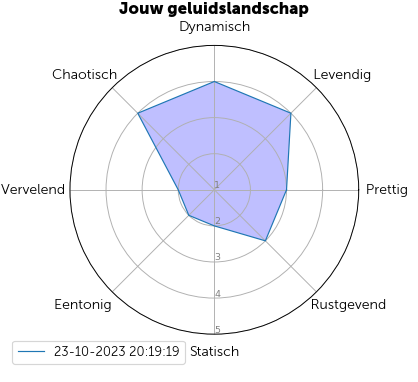 Jouw geluidslandschap
Dynamisch
Chaotisch
Levendig
Vervelend
1
Prettig
2
3
4
Eentonig
Rustgevend
5
23-10-2023 20:19:19
Statisch